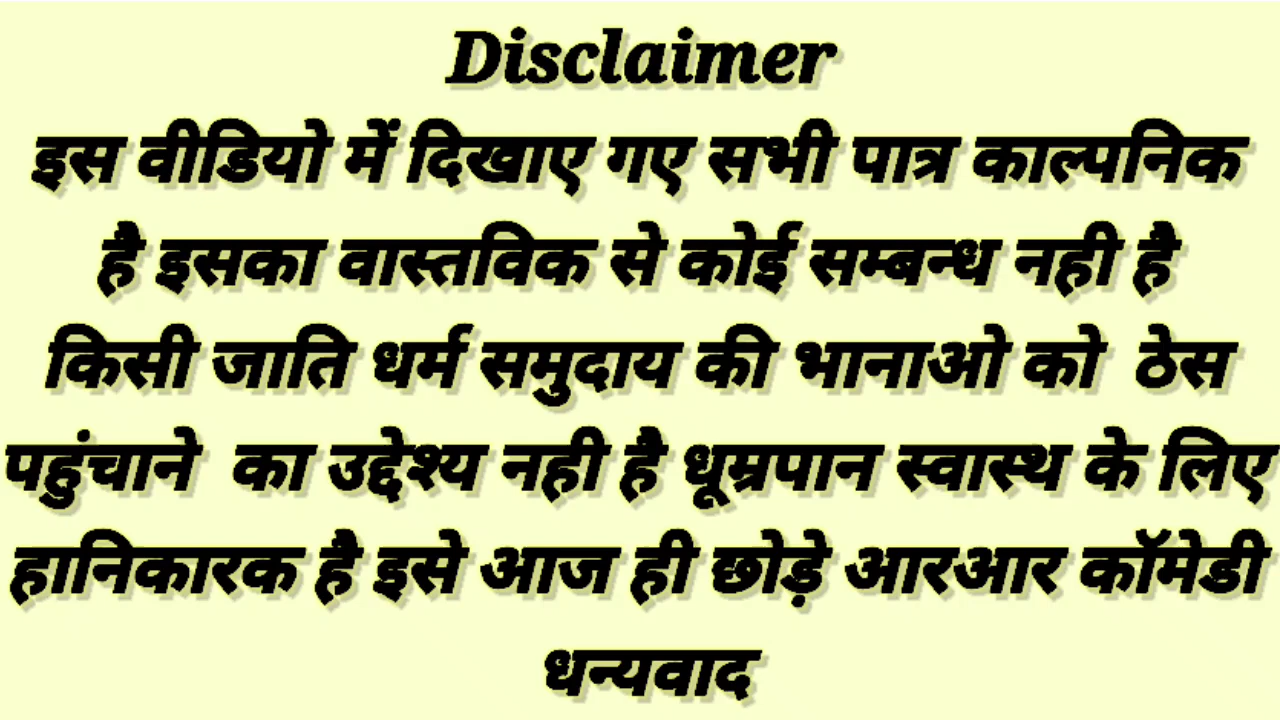 Disclaimer
इस वीडियो में दिखाए गए सभी पात्र काल्पनिक
है इसका वास्तविक से कोई सम्बन्ध नही है
किसी जाति धर्म समुदाय की भानाओ को ठेस
पहुंचाने का उद्देश्य नही है धूम्रपान स्वास्थ के लिए
हानिकारक है इसे आज ही छोड़े आरआर कॉमेडी
धन्यवाद